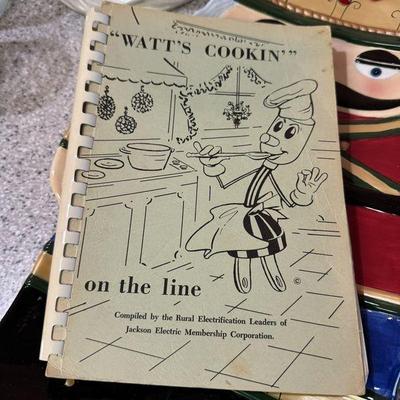 "WATT'S COOKIN'"
on the line
©
Compiled by the Rural Electrification Leaders of
Jackson Electric Membership Corporation.